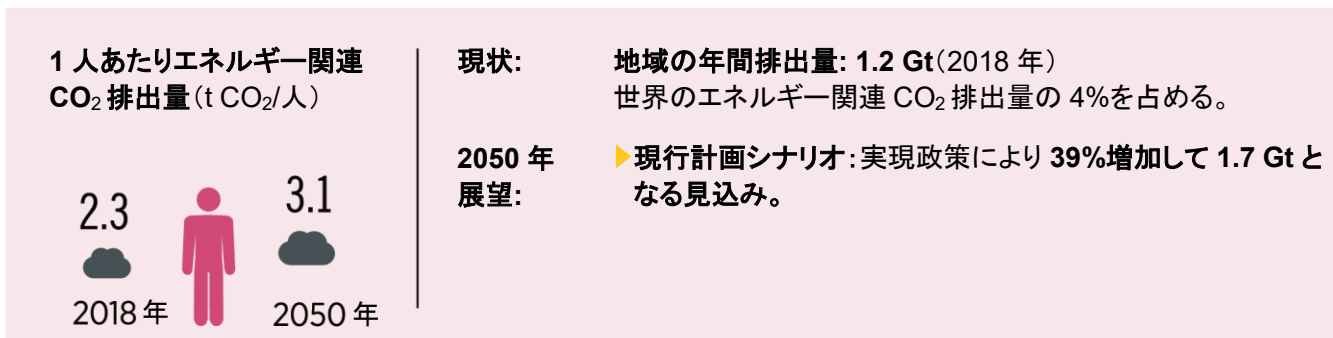 1 人あたりエネルギー関連
CO₂ 排出量（t CO₂/人）
2.3
3.1
2018 年
2050 年
現状:
地域の年間排出量: 1.2 Gt（2018 年）
世界のエネルギー関連 CO₂ 排出量の 4%を占める。
2050 年
展望:
現行計画シナリオ：実現政策により 39%増加して 1.7 Gt と
なる見込み。